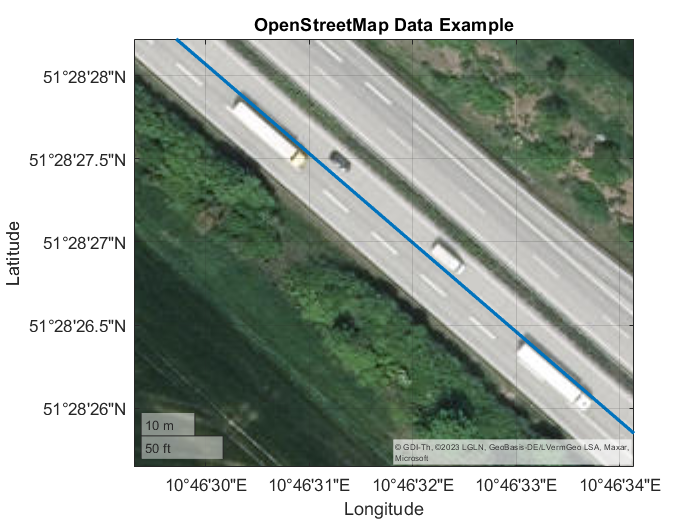 OpenStreetMap Data Example
51°28'28"N
51°28'27.5"N
51°28'27"N
51°28'26.5"N
51°28'26"N
Latitude
10 m
50 ft
© GDI-Th, ©2023 LGLN, GeoBasis-DE/LVermGeo LSA, Maxar,
Microsoft
10°46'30"E 10°46'31"E 10°46'32"E 10°46'33"E 10°46'34"E
Longitude